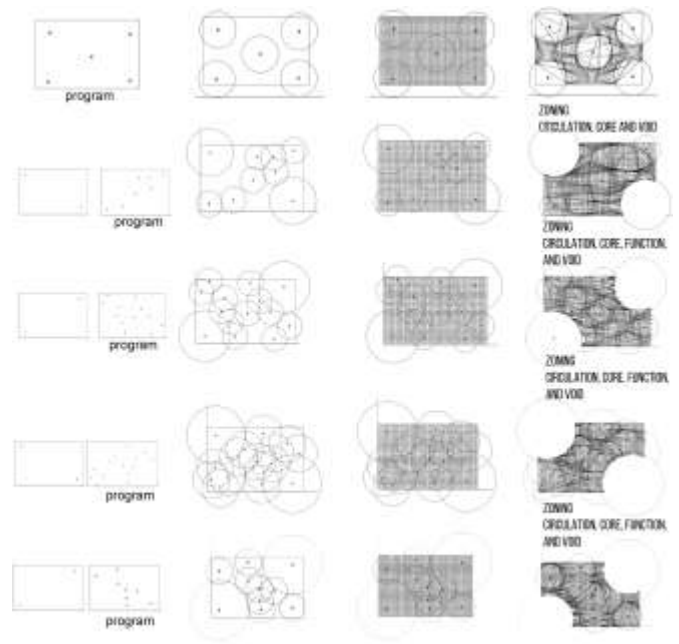 program
ZONING
CIRCULATION, CORE AND VOID
program
ZONING
CIRCULATION, CORE, FUNCTION,
AND VOID
program
ZONING
CIRCULATION, CORE, FUNCTION,
AND VOID
program
ZONING
CIRCULATION, CORE, FUNCTION,
AND VOID
program